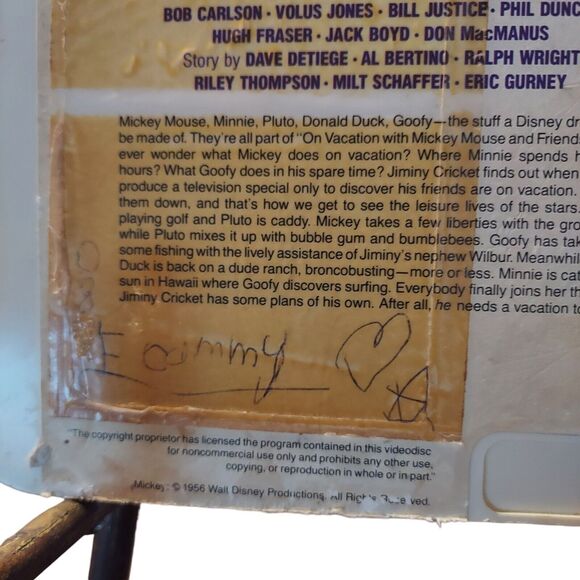 BOB CARLSON • VOLUS JONES • BILL JUSTICE • PHIL DUNC
HUGH FRASER • JACK BOYD • DON MacMANUS
Story by DAVE DETIEGE • AL BERTINO • RALPH WRIGHT
RILEY THOMPSON • MILT SCHAFFER • ERIC GURNEY
Mickey Mouse, Minnie, Pluto, Donald Duck, Goofy—the stuff a Disney dr
be made of. They're all part of "On Vacation with Mickey Mouse and Friend
ever wonder what Mickey does on vacation? Where Minnie spends h
hours? What Goofy does in his spare time? Jiminy Cricket finds out when
produce a television special only to discover his friends are on vacation.
them down, and that's how we get to see the leisure lives of the stars.
playing golf and Pluto is caddy. Mickey takes a few liberties with the gro
while Pluto mixes it up with bubble gum and bumblebees. Goofy has tak
some fishing with the lively assistance of Jiminy's nephew Wilbur. Meanwhil
Duck is back on a dude ranch, broncobusting—more or less. Minnie is cat
sun in Hawaii where Goofy discovers surfing. Everybody finally joins her th
Jiminy Cricket has some plans of his own. After all, he needs a vacation to
"The copyright proprietor has licensed the program contained in this videodisc
for noncommercial use only and prohibits any other use,
copying, or reproduction in whole or in part."
Mickey: © 1956 Walt Disney Productions. All Rights Reserved.